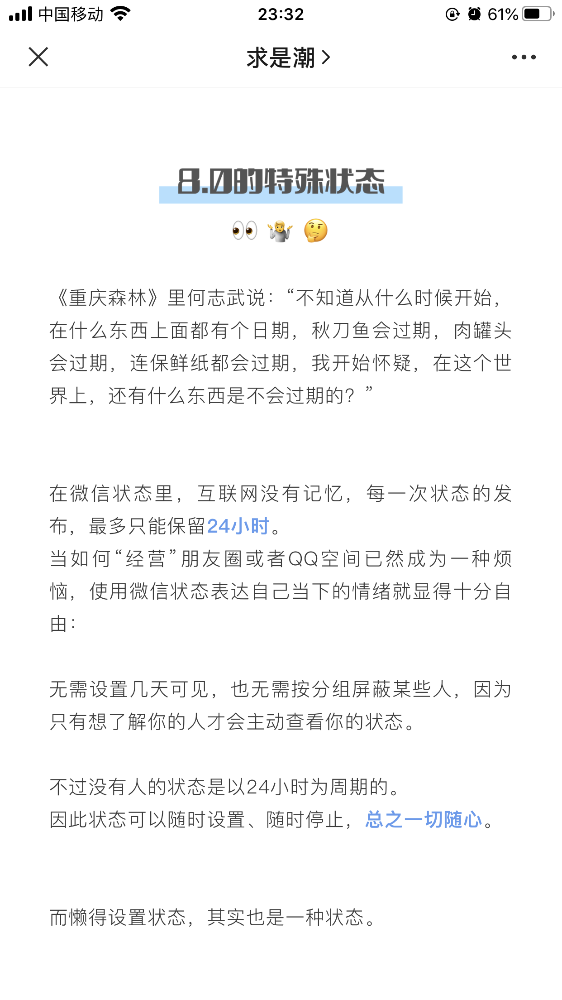 中国移动
23:32
61%
求是潮
8.0的特殊状态
《重庆森林》里何志武说：“不知道从什么时候开始，
在什么东西上面都有个日期，秋刀鱼会过期，肉罐头
会过期，连保鲜纸都会过期，我开始怀疑，在这个世
界上，还有什么东西是不会过期的？”
在微信状态里，互联网没有记忆，每一次状态的发
布，最多只能保留24小时。
当如何“经营”朋友圈或者QQ空间已然成为一种烦
恼，使用微信状态表达自己当下的情绪就显得十分自
由：
无需设置几天可见，也无需按分组屏蔽某些人，因为
只有想了解你的人才会主动查看你的状态。
不过没有人的状态是以24小时为周期的。
因此状态可以随时设置、随时停止，总之一切随心。
而懒得设置状态，其实也是一种状态。